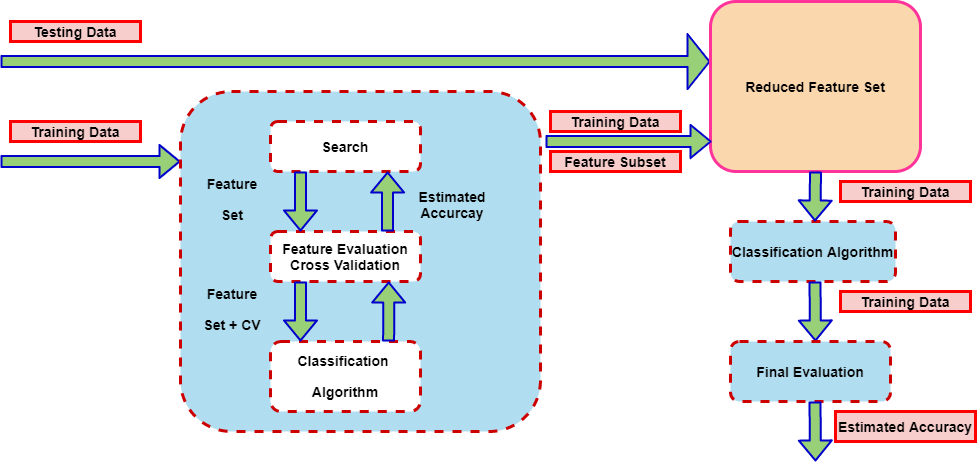 Testing Data
Reduced Feature Set
Training Data
Training Data
Feature Subset
Search
Feature
Set
Estimated
Accurcay
Feature Evaluation
Cross Validation
Feature
Set + CV
Classification
Algorithm
Training Data
Classification Algorithm
Training Data
Final Evaluation
Estimated Accuracy